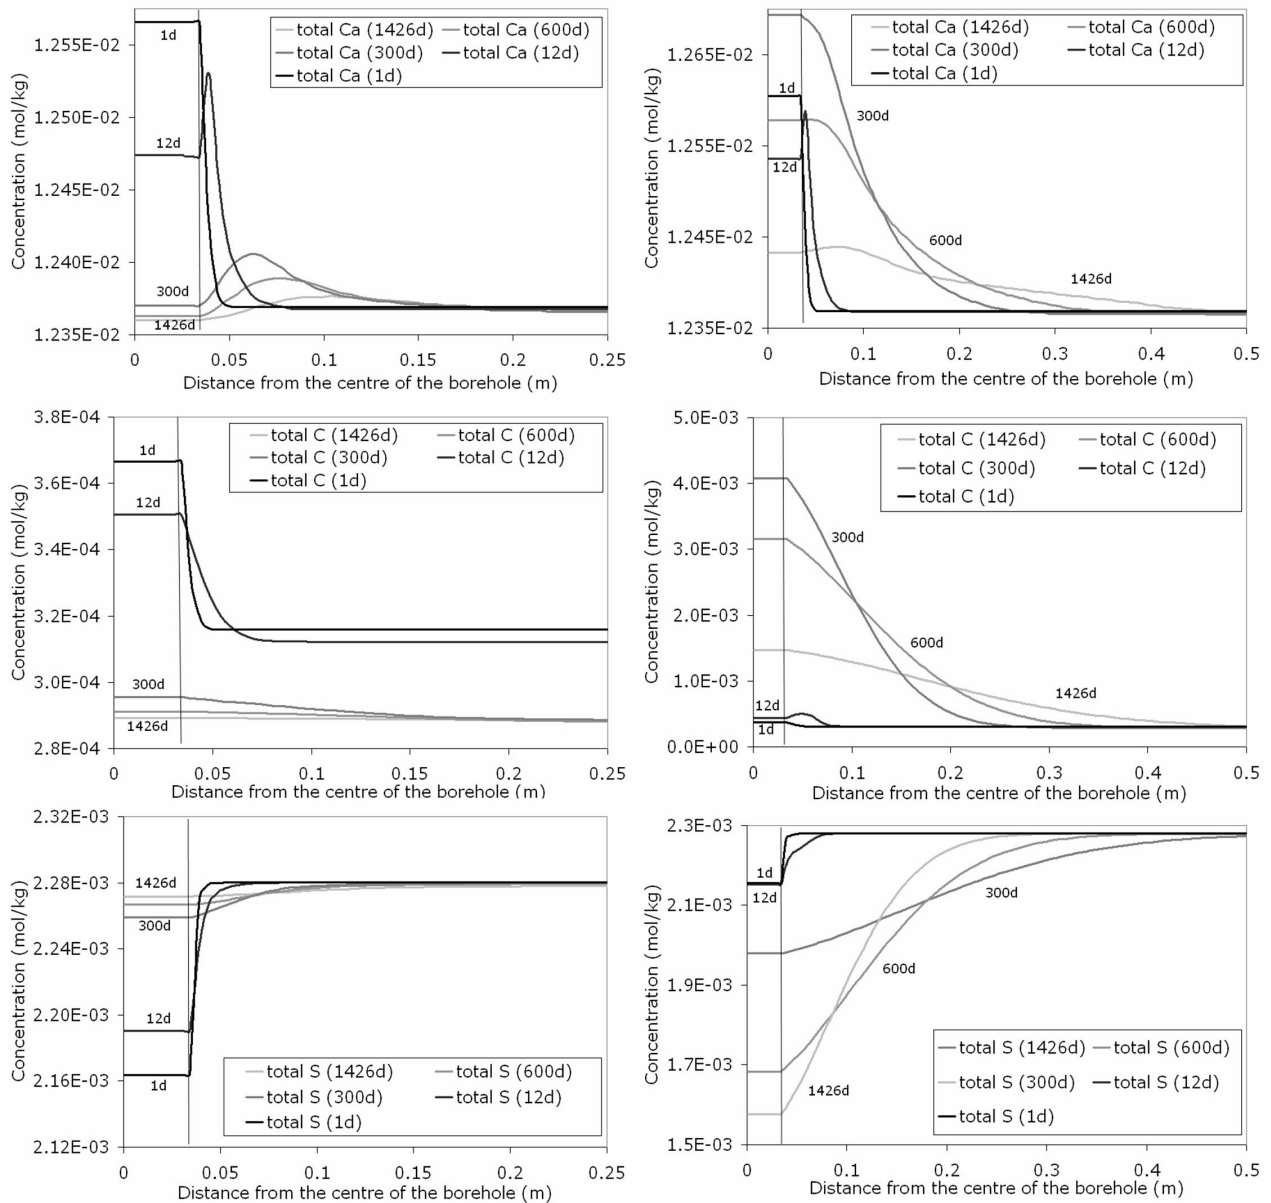 total Ca (1426d) total Ca (600d)
total Ca (300d) total Ca (12d)
total Ca (1d)
1d
12d
300d
1426d
1.255E-02
1.250E-02
1.245E-02
1.240E-02
1.235E-02
Concentration (mol/kg)
0 0.05 0.1 0.15 0.2 0.25
Distance from the centre of the borehole (m)
total Ca (1426d) total Ca (600d)
total Ca (300d) total Ca (12d)
total Ca (1d)
1d
12d
300d
600d
1426d
1.265E-02
1.255E-02
1.245E-02
1.235E-02
Concentration (mol/kg)
0 0.1 0.2 0.3 0.4 0.5
Distance from the centre of the borehole (m)
total C (1426d) total C (600d)
total C (300d) total C (12d)
total C (1d)
1d
12d
300d
1426d
3.8E-04
3.6E-04
3.4E-04
3.2E-04
3.0E-04
2.8E-04
Concentration (mol/kg)
0 0.05 0.1 0.15 0.2 0.25
Distance from the centre of the borehole (m)
total C (1426d) total C (600d)
total C (300d) total C (12d)
total C (1d)
300d
600d
1426d
12d
1d
5.0E-03
4.0E-03
3.0E-03
2.0E-03
1.0E-03
0.0E+00
Concentration (mol/kg)
0 0.1 0.2 0.3 0.4 0.5
Distance from the centre of the borehole (m)
1426d
300d
12d
1d
total S (1426d) total S (600d)
total S (300d) total S (12d)
total S (1d)
2.32E-03
2.28E-03
2.24E-03
2.20E-03
2.16E-03
2.12E-03
Concentration (mol/kg)
0 0.05 0.1 0.15 0.2 0.25
Distance from the centre of the borehole (m)
1d
12d
300d
600d
1426d
total S (1426d) total S (600d)
total S (300d) total S (12d)
total S (1d)
2.3E-03
2.1E-03
1.9E-03
1.7E-03
1.5E-03
Concentration (mol/kg)
0 0.1 0.2 0.3 0.4 0.5
Distance from the centre of the borehole (m)